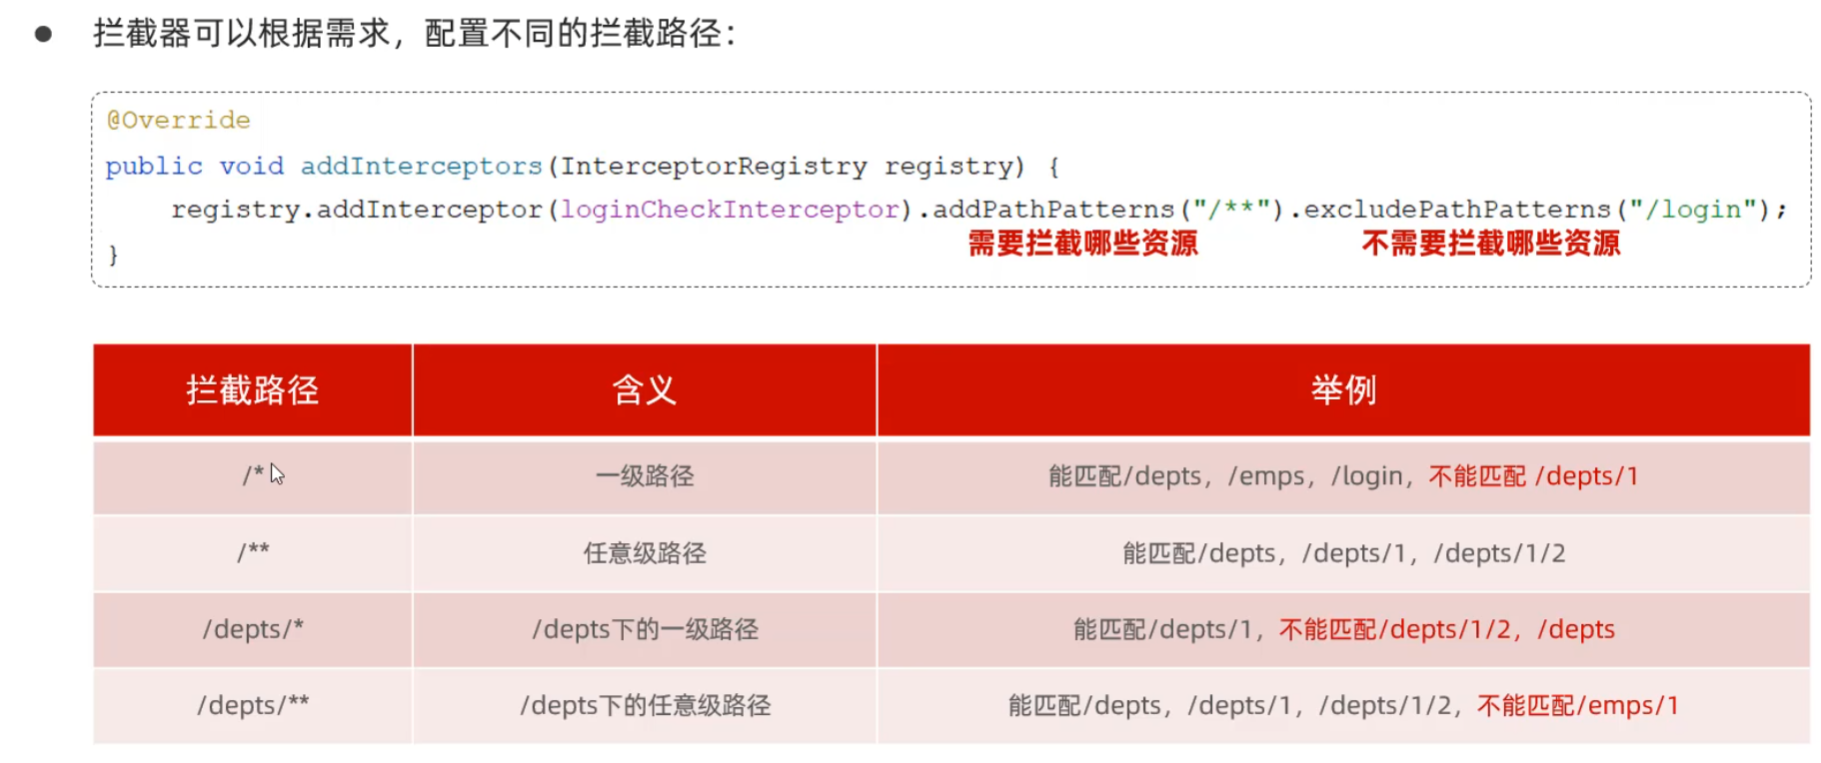 ● 拦截器可以根据需求，配置不同的拦截路径：
@Override
public void addInterceptors(InterceptorRegistry registry) {
registry.addInterceptor(loginCheckInterceptor).addPathPatterns("/**").excludePathPatterns("/login");
需要拦截哪些资源 不需要拦截哪些资源
}
拦截路径 含义 举例
/* 一级路径 能匹配/depts，/emps，/login，不能匹配 /depts/1
/** 任意级路径 能匹配/depts，/depts/1，/depts/1/2
/depts/* /depts下的一级路径 能匹配/depts/1，不能匹配/depts/1/2，/depts
/depts/** /depts下的任意级路径 能匹配/depts，/depts/1，/depts/1/2，不能匹配/emps/1